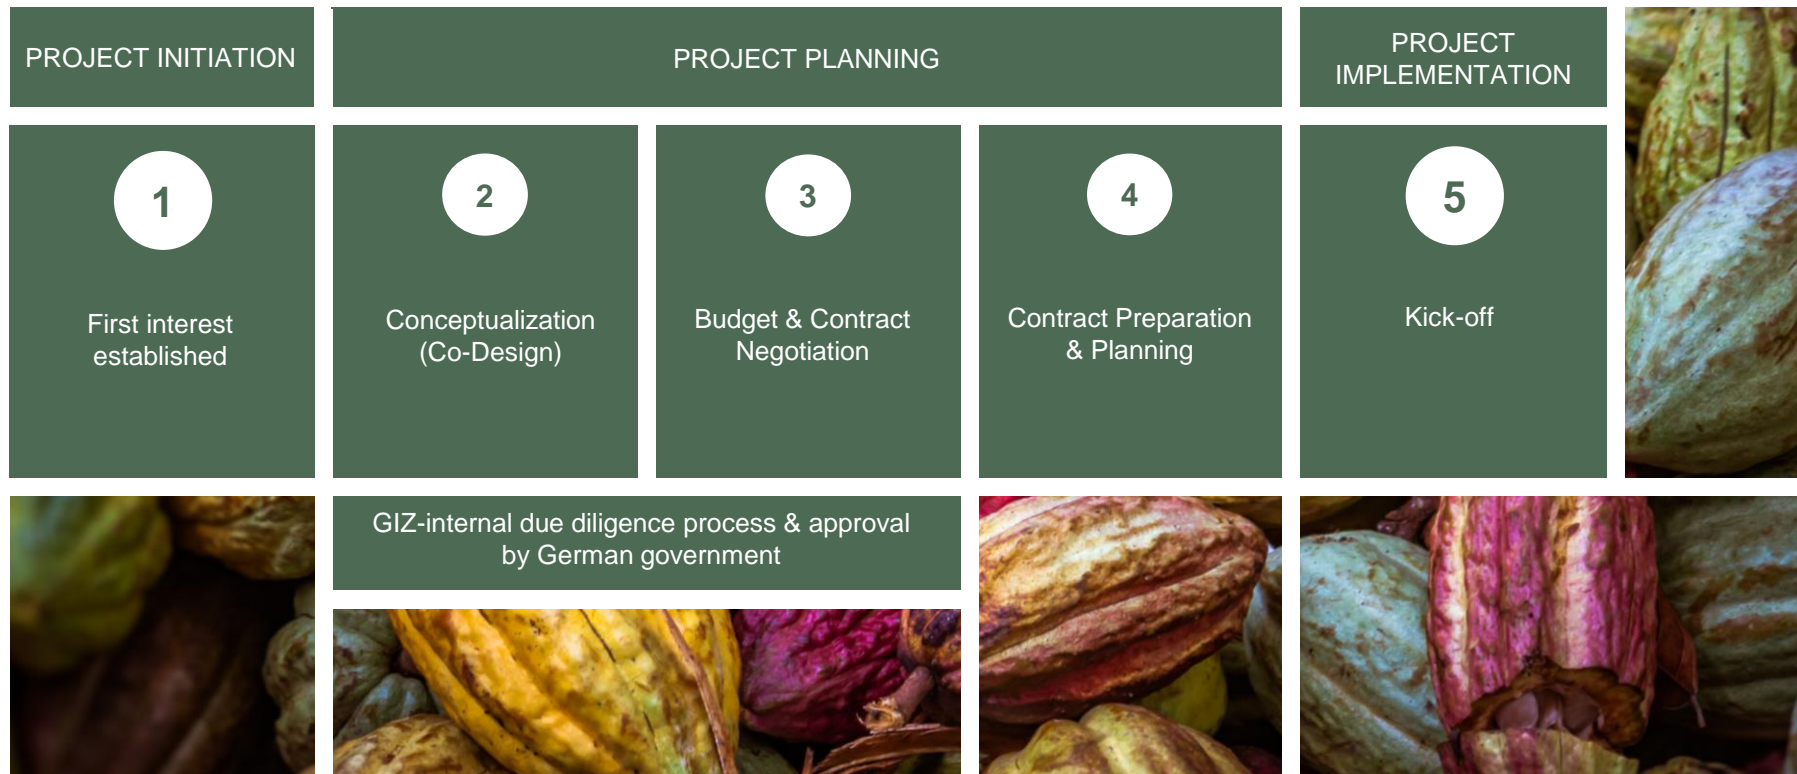 PROJECT INITIATION
PROJECT PLANNING
PROJECT
IMPLEMENTATION
1
First interest
established
2
Conceptualization
(Co-Design)
3
Budget & Contract
Negotiation
4
Contract Preparation
& Planning
5
Kick-off
GIZ-internal due diligence process & approval
by German government